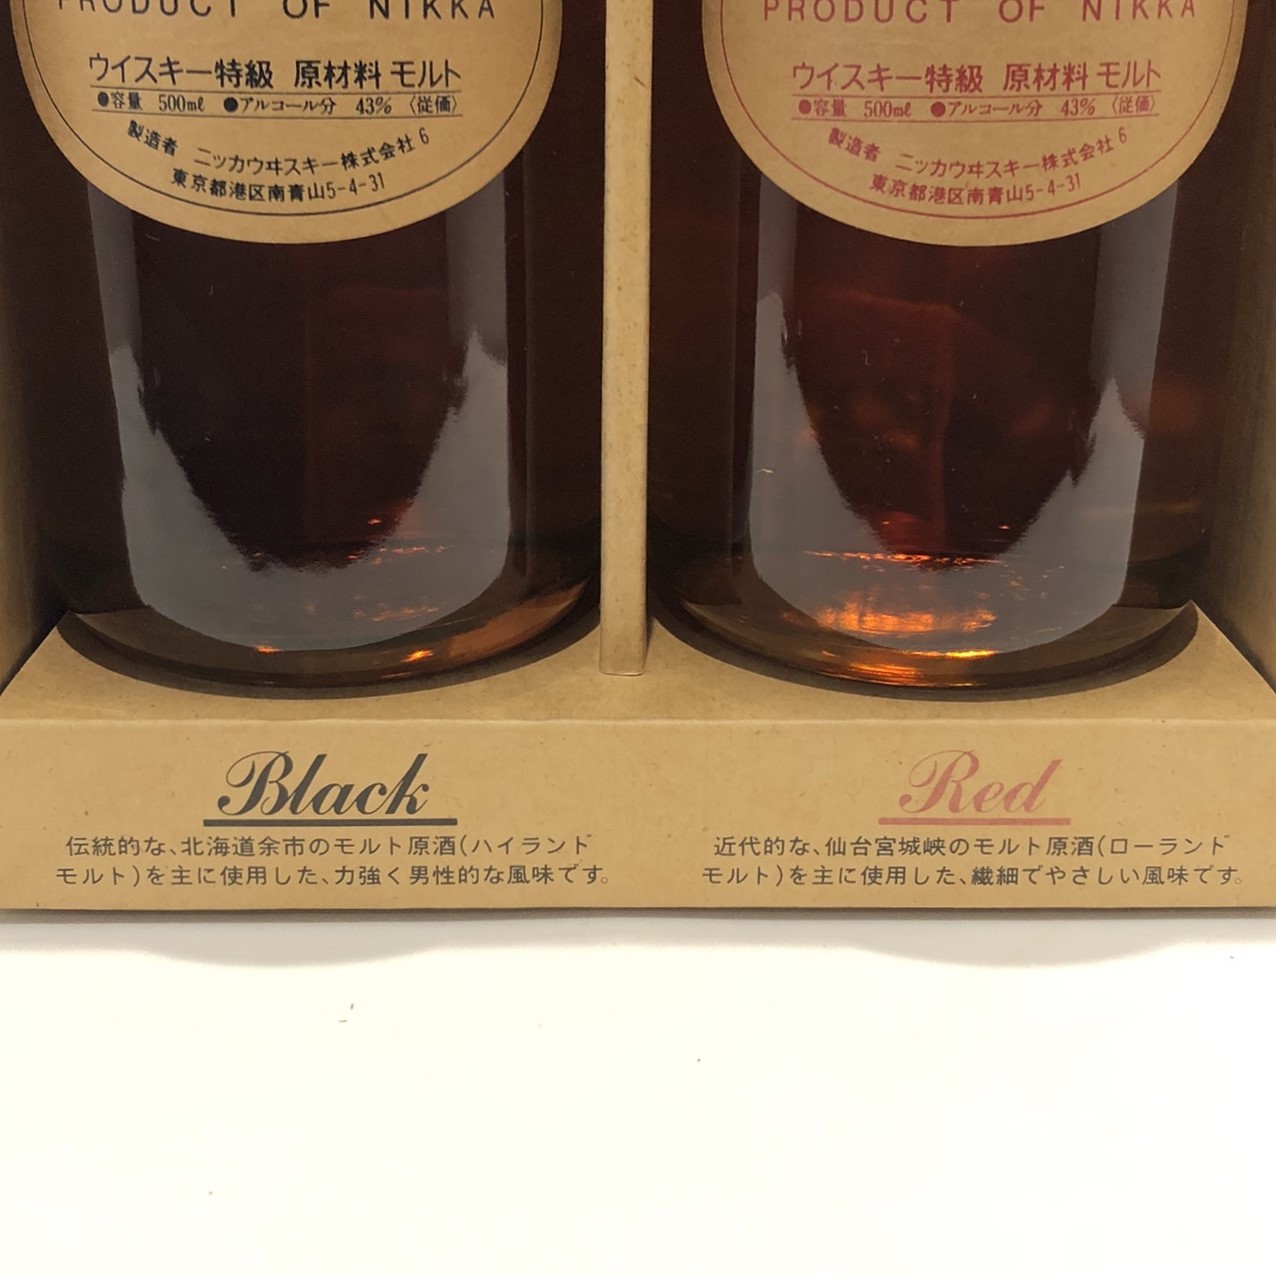 PRODUCT OF NIKKA
ウイスキー特級 原材料 モルト
●容量 500mℓ ●アルコール分 43% 〈従価〉
製造者 ニッカウヰスキー株式会社 6
東京都港区南青山5-4-31
PRODUCT OF NIKKA
ウイスキー特級 原材料 モルト
●容量 500mℓ ●アルコール分 43% 〈従価〉
製造者 ニッカウヰスキー株式会社 6
東京都港区南青山5-4-31
Black
伝統的な、北海道余市のモルト原酒(ハイランド
モルト)を主に使用した、力強く男性的な風味です。
Red
近代的な、仙台宮城峡のモルト原酒(ローランド
モルト)を主に使用した、繊細でやさしい風味です。